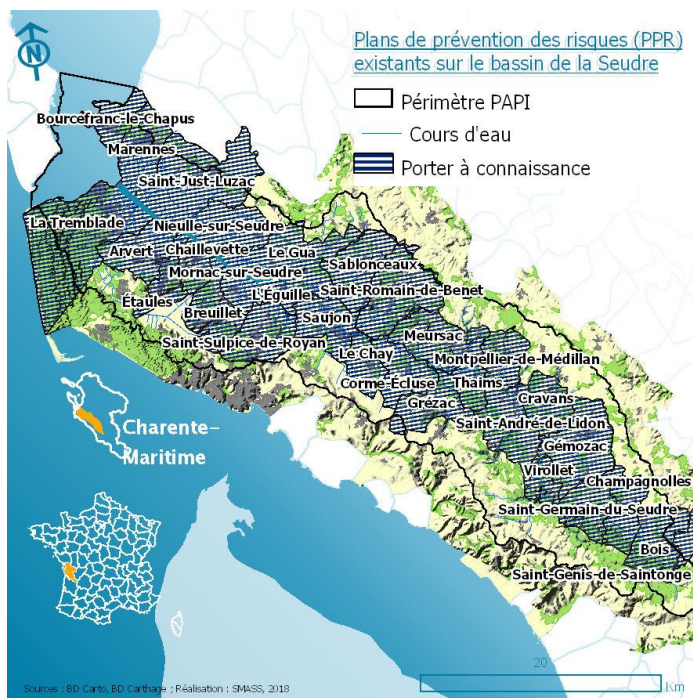 N
Plans de prévention des risques (PPR)
existants sur le bassin de la Seudre
Périmètre PAPI
Cours d'eau
Porter à connaissance
Bourcefranc-le-Chapus
Marennes
Saint-Just-Luzac
La Tremblade
Nieulle-sur-Seudre
Arvert
Chaillevette
Le Gua
Sablonceaux
Mornac-sur-Seudre
Étaules
L'Éguille
Saint-Romain-de-Benet
Breuillet
Saujon
Meursac
Saint-Sulpice-de-Royan
Le Chay
Montpellier-de-Médillan
Corme-Écluse
Thaims
Cravans
Grézac
Saint-André-de-Lidon
Gémozac
Virollet
Champagnolles
Saint-Germain-du-Seudre
Bois
Saint-Genis-de-Saintonge
Charente-
Maritime
20
Km
Sources : BD Carto, BD Carthage ; Réalisation : SMASS, 2018